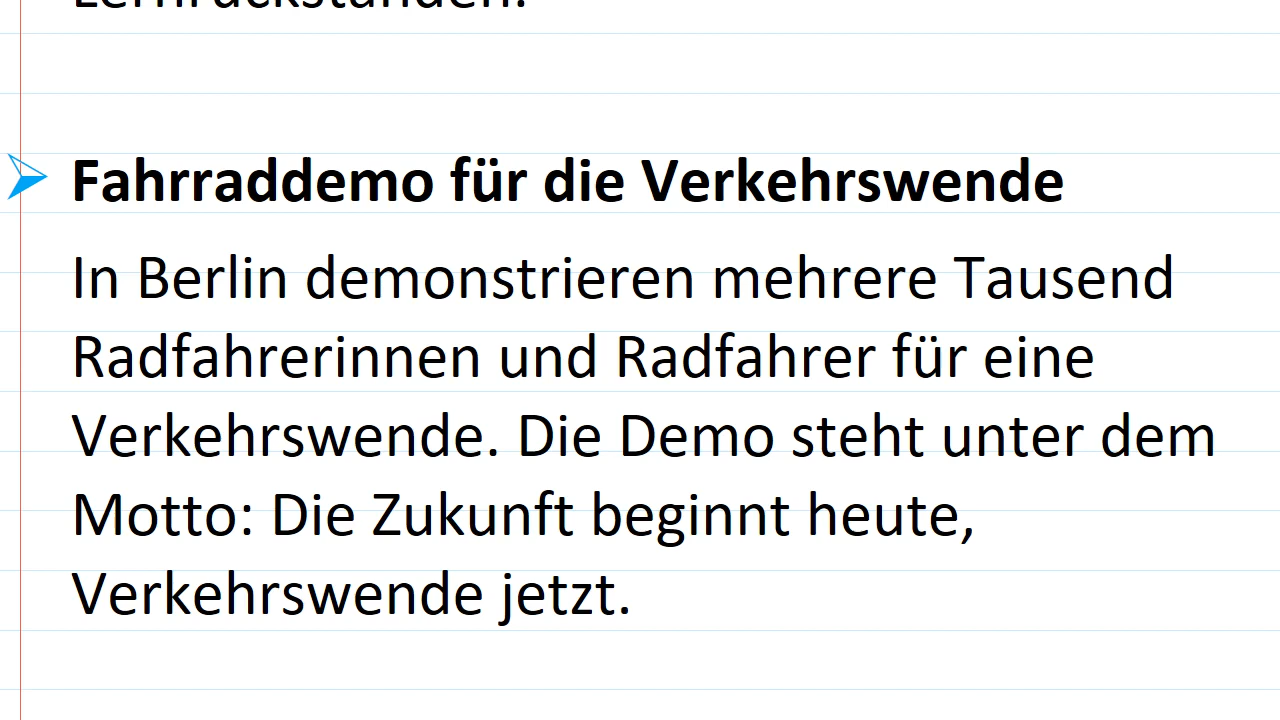 Lernrückständen.
Fahrraddemo für die Verkehrswende
In Berlin demonstrieren mehrere Tausend
Radfahrerinnen und Radfahrer für eine
Verkehrswende. Die Demo steht unter dem
Motto: Die Zukunft beginnt heute,
Verkehrswende jetzt.